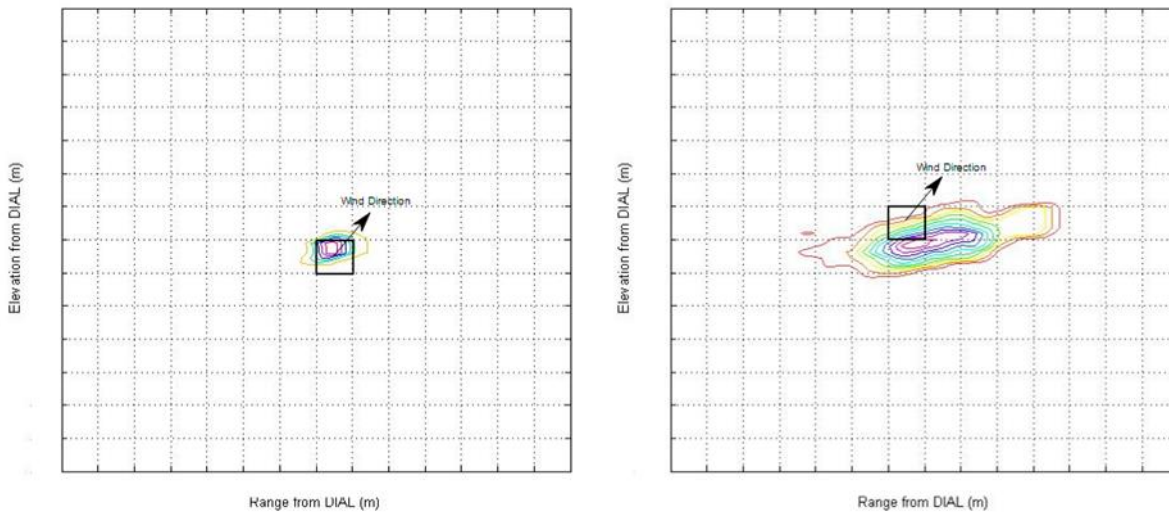 Elevation from DIAL (m)
Wind Direction
Range from DIAL (m)
Elevation from DIAL (m)
Wind Direction
Range from DIAL (m)